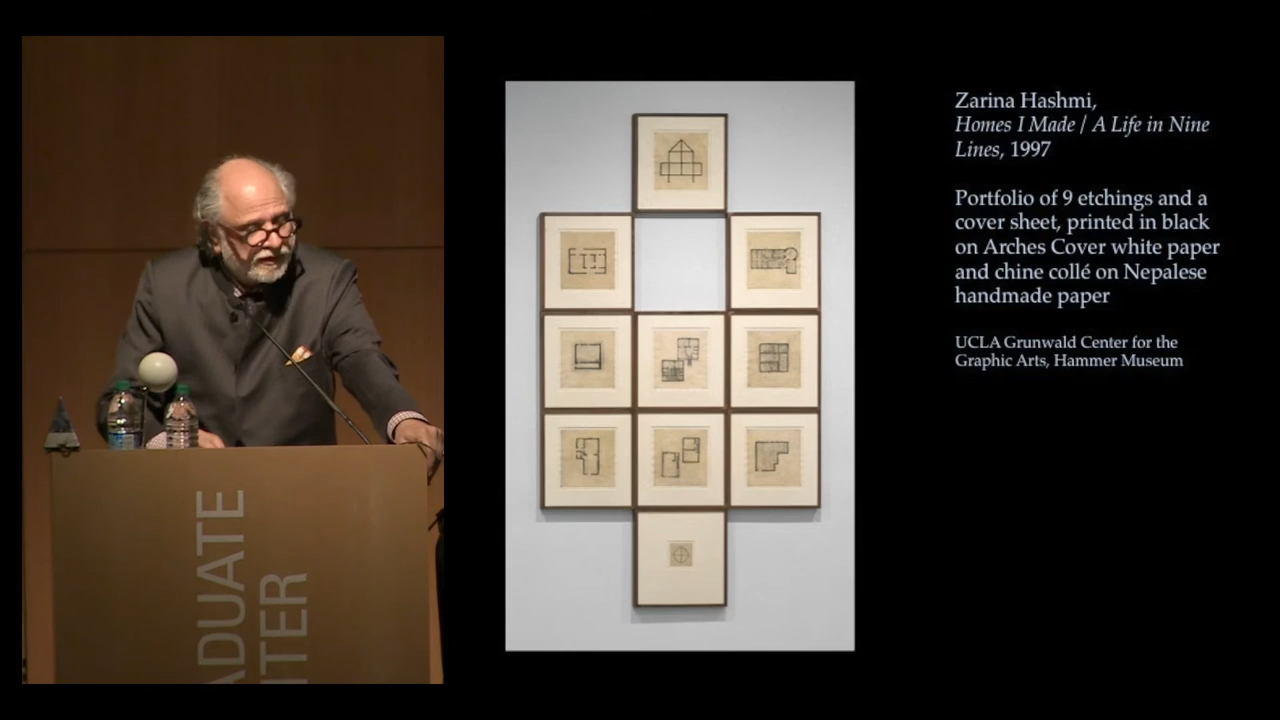 Zarina Hashmi,
Homes I Made / A Life in Nine
Lines, 1997
Portfolio of 9 etchings and a
cover sheet, printed in black
on Arches Cover white paper
and chine collé on Nepalese
handmade paper
UCLA Grunwald Center for the
Graphic Arts, Hammer Museum